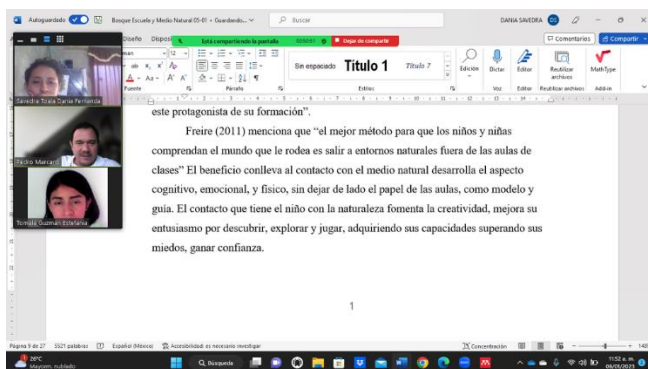 Autoguardado
Bosque Escuela y Medio Natural 05-01 • Guardando...
Buscar
DANIA SAVEDRA
DS
Diseño
Está compartiendo la pantalla
Dejar de compartir
Comentarios
Compartir
Sin espaciado
Título 1
Título 7
Edición
Dictar
Editor
Reutilizar archivos
MathType
Fuente
Párrafo
Estilos
Voz
Editor
Reutilizar archivos
Add-in
Pedro Marcard
Tomalá Guzman Estefania
este protagonista de su formación”
Freire (2011) menciona que “el mejor método para que los niños y niñas
comprendan el mundo que le rodea es salir a entornos naturales fuera de las aulas de
clases” El beneficio conlleva al contacto con el medio natural desarrolla el aspecto
cognitivo, emocional, y físico, sin dejar de lado el papel de las aulas, como modelo y
guía. El contacto que tiene el niño con la naturaleza fomenta la creatividad, mejora su
entusiasmo por descubrir, explorar y jugar, adquiriendo sus capacidades superando sus
miedos, ganar confianza.
1
Página 9 de 27
5521 palabras
Español (México)
Accesibilidad: es necesario investigar
Concentración
26°C
Mayorm. nublado
Búsqueda
11:52 a. m.
06/01/2023